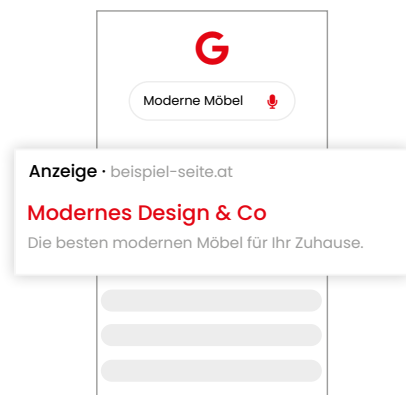 G
Moderne Möbel
Anzeige · beispiel-seite.at
Modernes Design & Co
Die besten modernen Möbel für Ihr Zuhause.